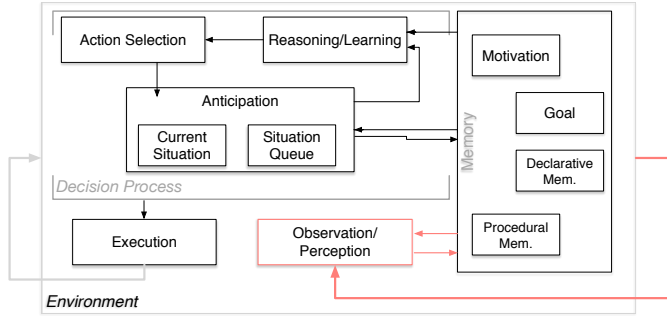 Action Selection
Reasoning/Learning
Motivation
Anticipation
Goal
Current
Situation
Situation
Queue
Memory
Declarative
Mem.
Decision Process
Execution
Observation/
Perception
Procedural
Mem.
Environment